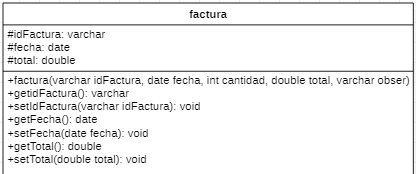 factura
#idFactura: varchar
#fecha: date
#total: double
+factura(varchar idFactura, date fecha, int cantidad, double total, varchar obser)
+getidFactura(): varchar
+setIdFactura(varchar idFactura): void
+getFecha(): date
+setFecha(date fecha): void
+getTotal(): double
+setTotal(double total): void